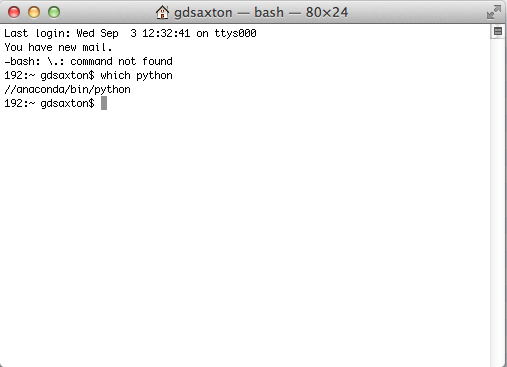 gdsaxton — bash — 80×24
Last login: Wed Sep  3 12:32:41 on ttys000
You have new mail.
-bash: \.: command not found
192:~ gdsaxton$ which python
//anaconda/bin/python
192:~ gdsaxton$